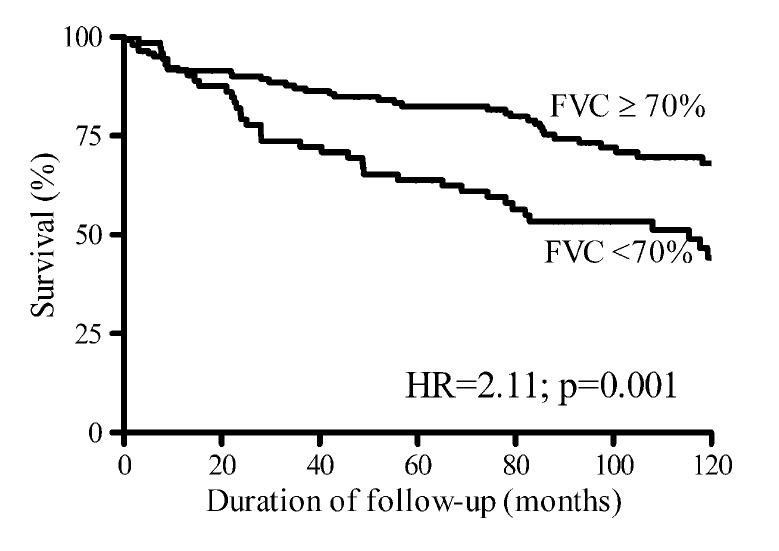 100
75
50
25
0
Survival (%)
FVC ≥ 70%
FVC <70%
HR=2.11; p=0.001
0 20 40 60 80 100 120
Duration of follow-up (months)